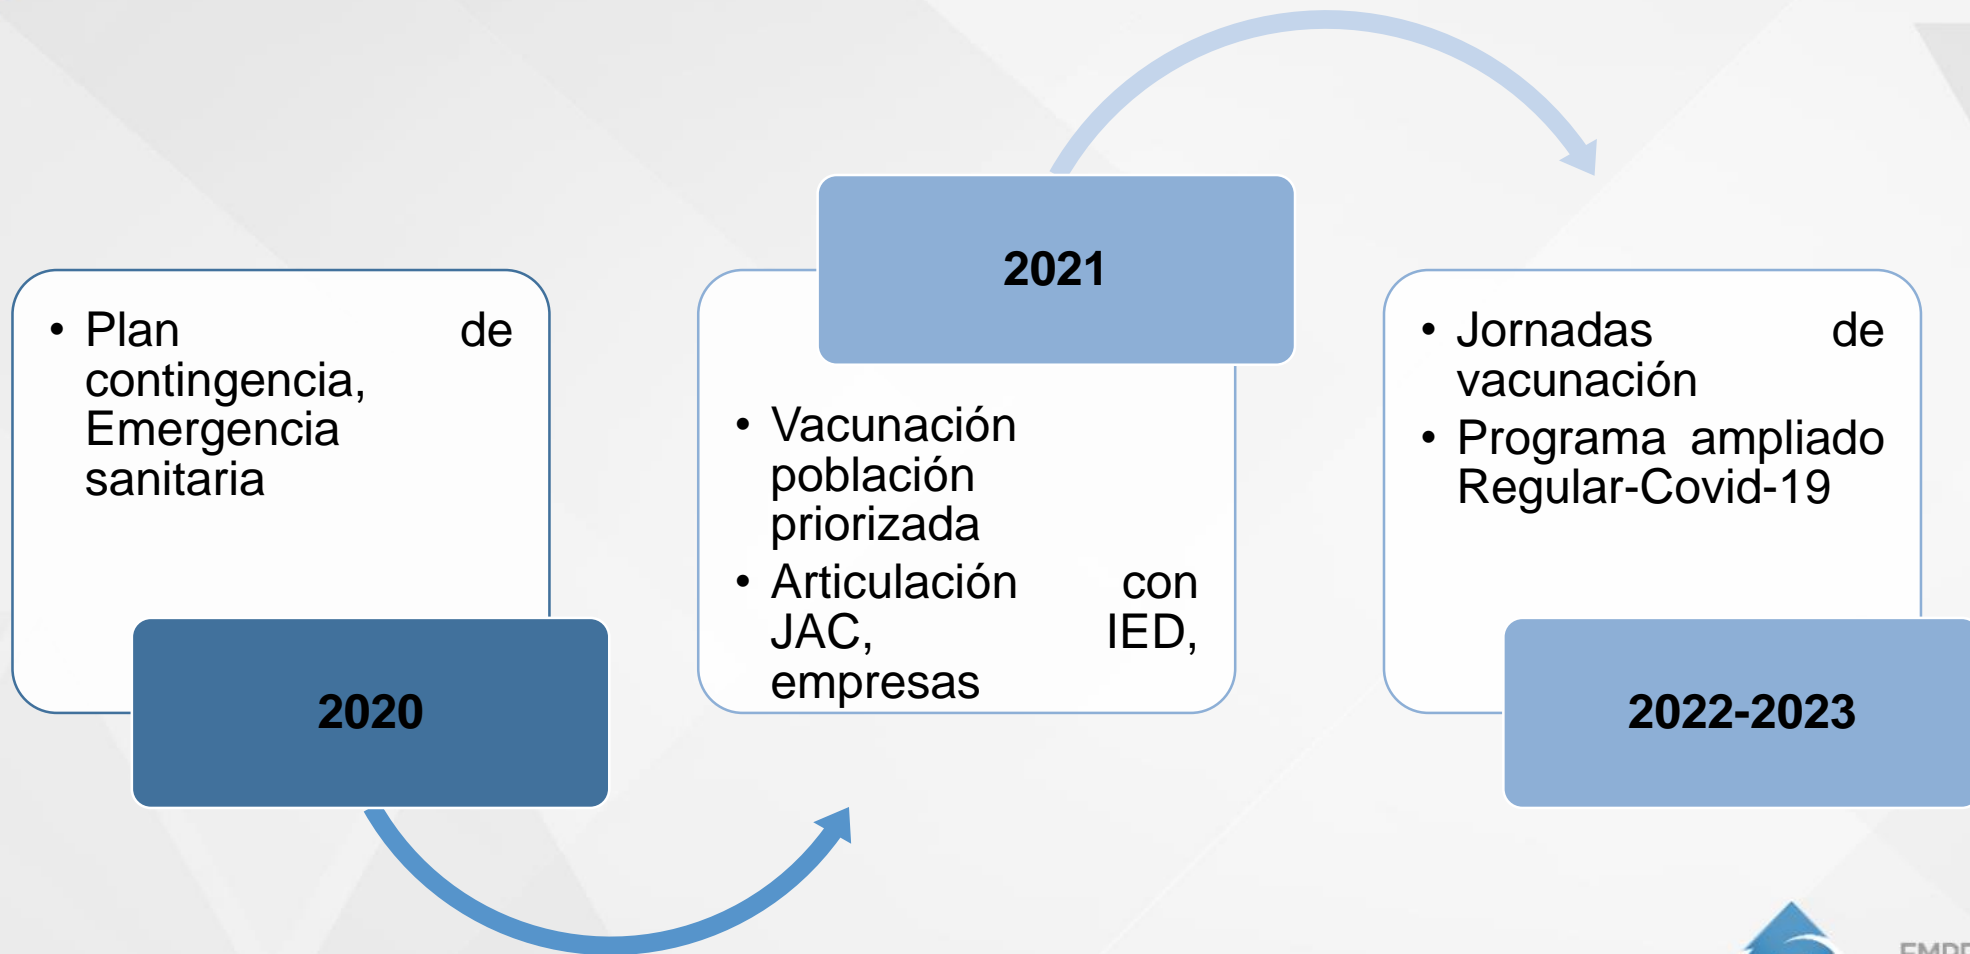 • Plan de
contingencia,
Emergencia
sanitaria
2020
2021
• Vacunación
población
priorizada
• Articulación con
JAC, IED,
empresas
• Jornadas de
vacunación
• Programa ampliado
Regular-Covid-19
2022-2023